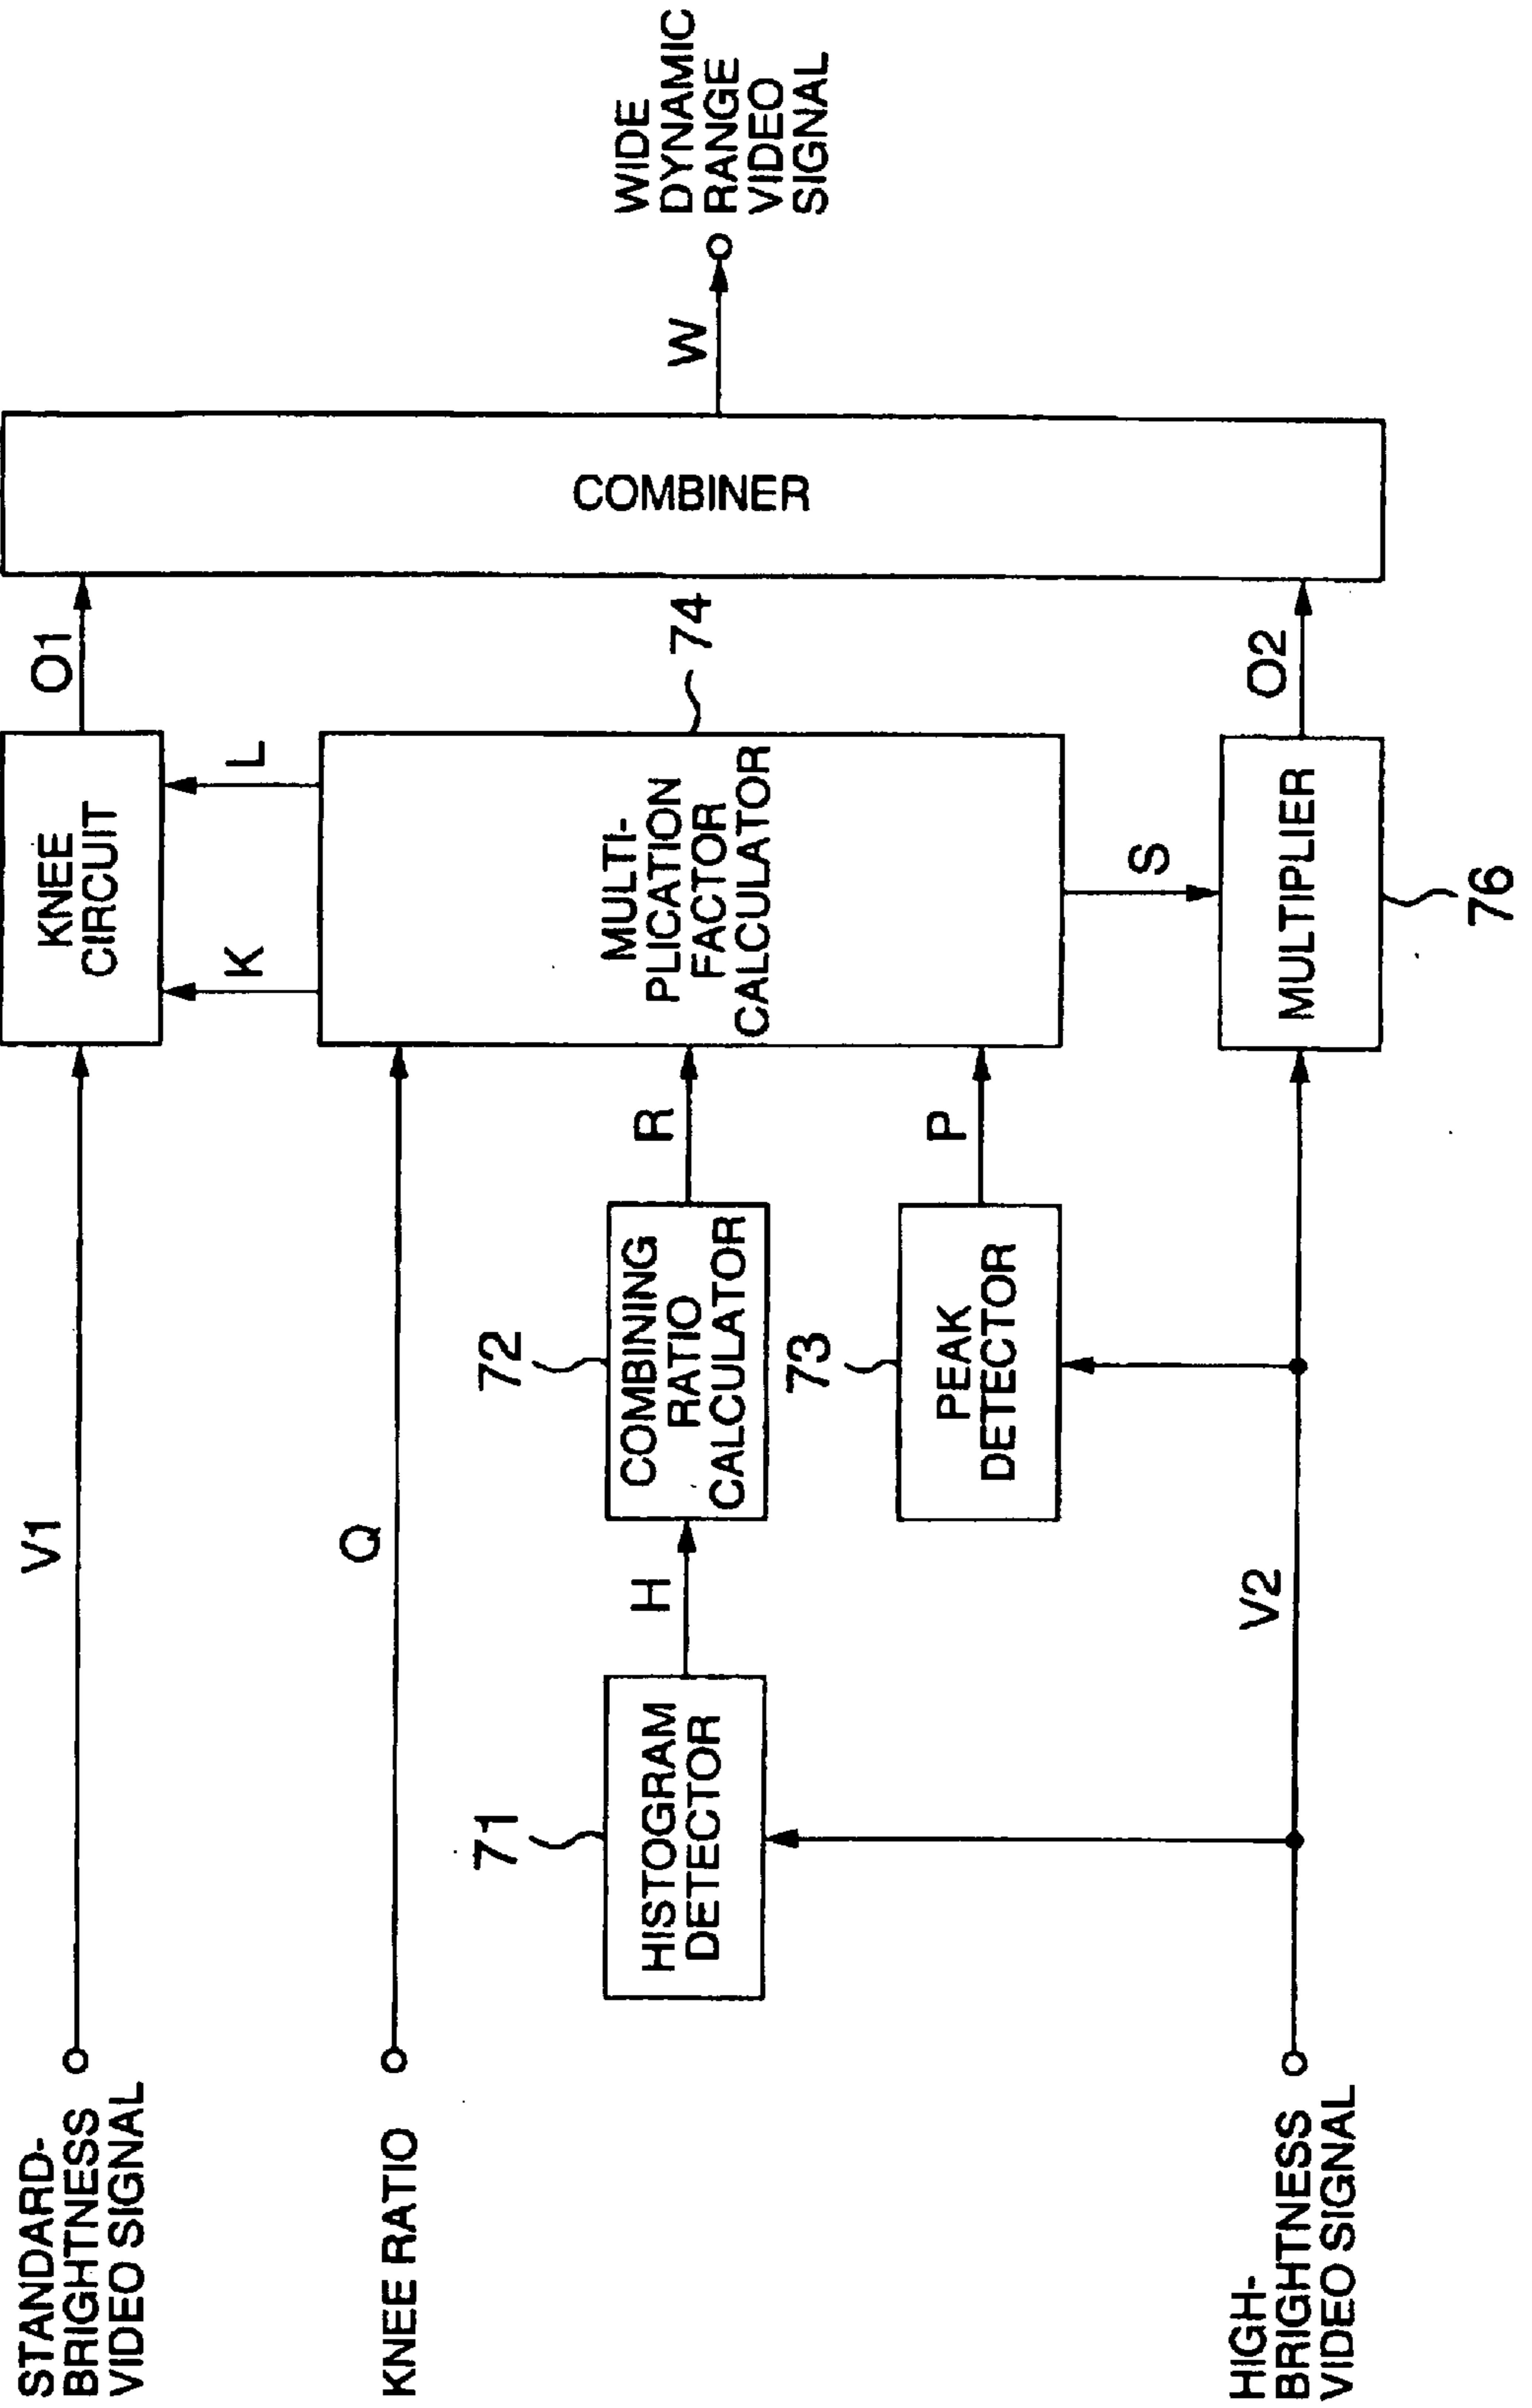 STANDARD-
BRIGHTNESS
VIDEO SIGNAL
V1
KNEE
CIRCUIT
O1
K
L
KNEE RATIO
Q
71
HISTOGRAM
DETECTOR
H
72
COMBINING
RATIO
CALCULATOR
R
73
PEAK
DETECTOR
P
MULTI-
PLICATION
FACTOR
CALCULATOR
74
S
HIGH-
BRIGHTNESS
VIDEO SIGNAL
V2
MULTIPLIER
76
O2
COMBINER
W
WIDE
DYNAMIC
RANGE
VIDEO
SIGNAL